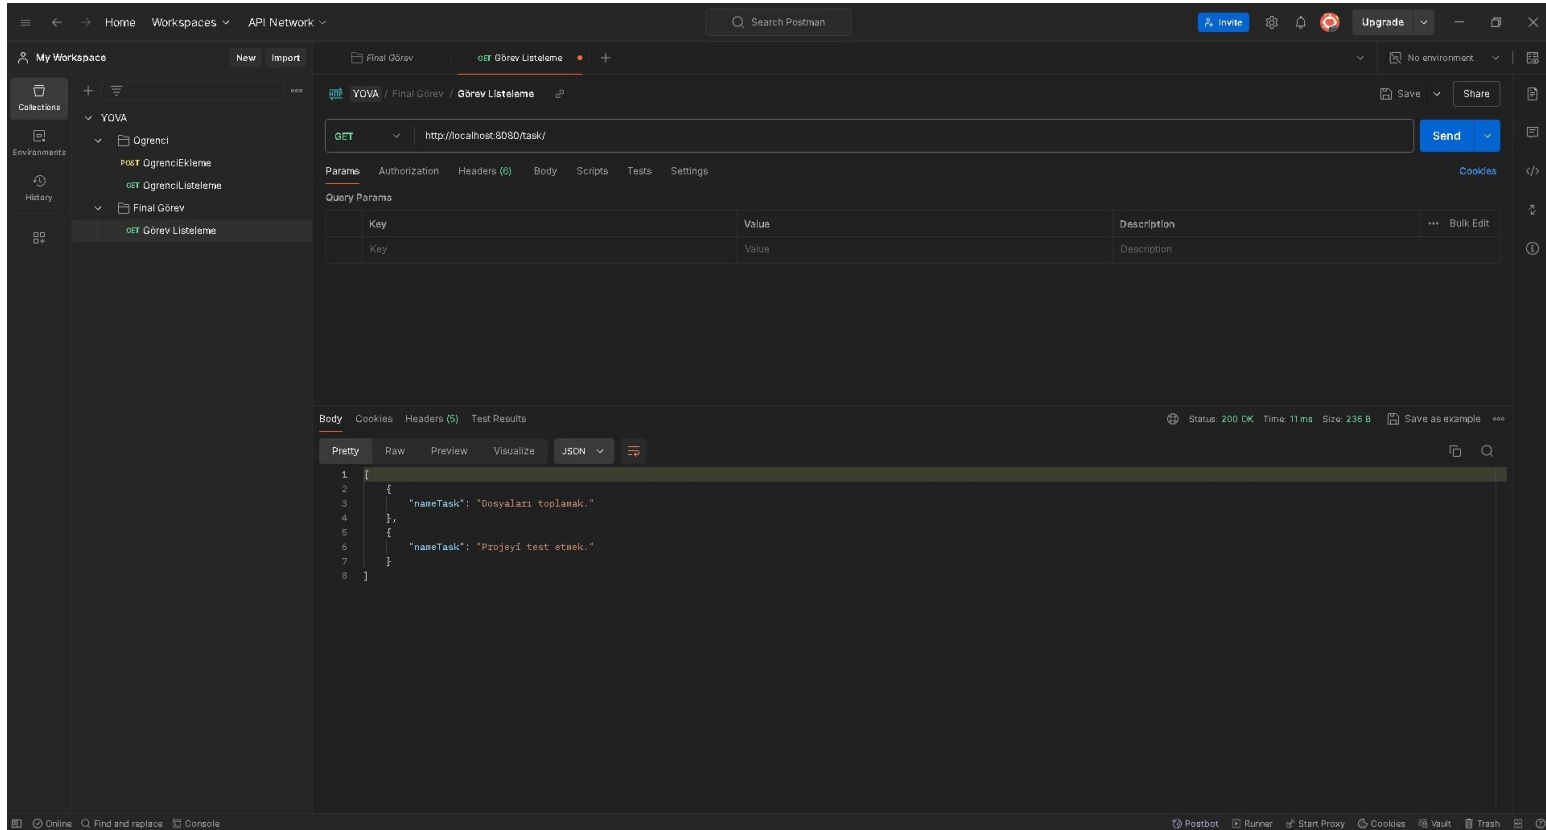 Home Workspaces API Network Search Postman Invite Upgrade
My Workspace New Import Final Görev GET Görev Listeleme No environment
Collections
Environments
History
YOVA
Ogrenci
POST OgrenciEkleme
GET OgrenciListeleme
Final Görev
GET Görev Listeleme
YOVA / Final Görev / Görev Listeleme Save Share
GET http://localhost:8080/task/ Send
Params Authorization Headers (6) Body Scripts Tests Settings Cookies
Query Params
Key Value Description Bulk Edit
Key Value Description
Body Cookies Headers (5) Test Results Status: 200 OK Time: 11 ms Size: 236 B Save as example
Pretty Raw Preview Visualize JSON
1 [
2 {
3 "nameTask": "Dosyaları toplamak."
4 },
5 {
6 "nameTask": "Projeyi test etmek."
7 }
8 ]
Online Find and replace Console Postbot Runner Start Proxy Cookies Vault Trash